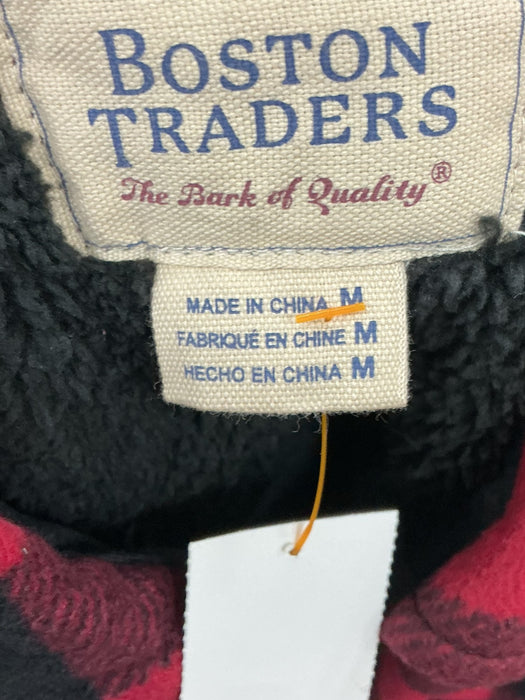 BOSTON
TRADERS
The Bark of Quality®
MADE IN CHINA M
FABRIQUÉ EN CHINE M
HECHO EN CHINA M